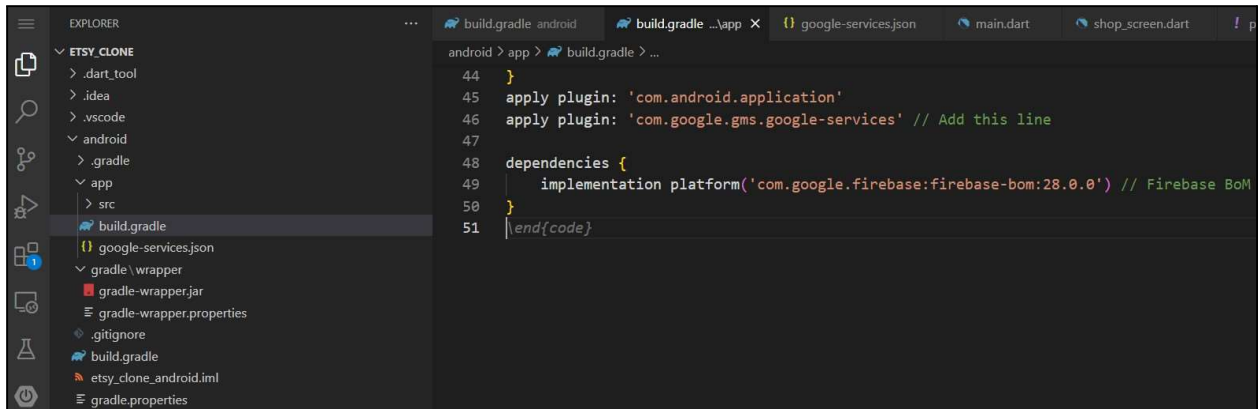 EXPLORER
...
ETSY_CLONE
.dart_tool
.idea
.vscode
android
.gradle
app
src
build.gradle
google-services.json
gradle\wrapper
gradle-wrapper.jar
gradle-wrapper.properties
.gitignore
build.gradle
etsy_clone_android.iml
gradle.properties
1
build.gradle android
build.gradle ...\app
google-services.json
main.dart
shop_screen.dart
android > app > build.gradle > ...
44 }
45 apply plugin: 'com.android.application'
46 apply plugin: 'com.google.gms.google-services' // Add this line
47
48 dependencies {
49 implementation platform('com.google.firebase:firebase-bom:28.0.0') // Firebase BoM
50 }
51 \end{code}